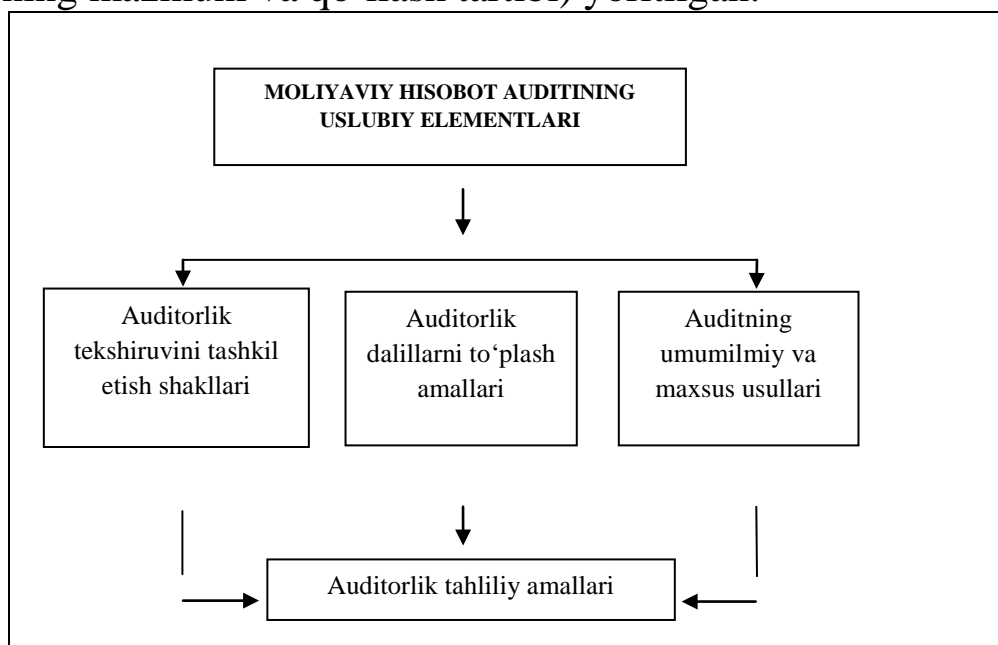 ning mazmuni va qo‘llash tartibi) yoritilgan.
MOLIYAVIY HISOBOT AUDITINING
USLUBIY ELEMENTLARI
Auditorlik
tekshiruvini tashkil
etish shakllari
Auditorlik
dalillarni to‘plash
amallari
Auditning
umumilmiy va
maxsus usullari
Auditorlik tahliliy amallari